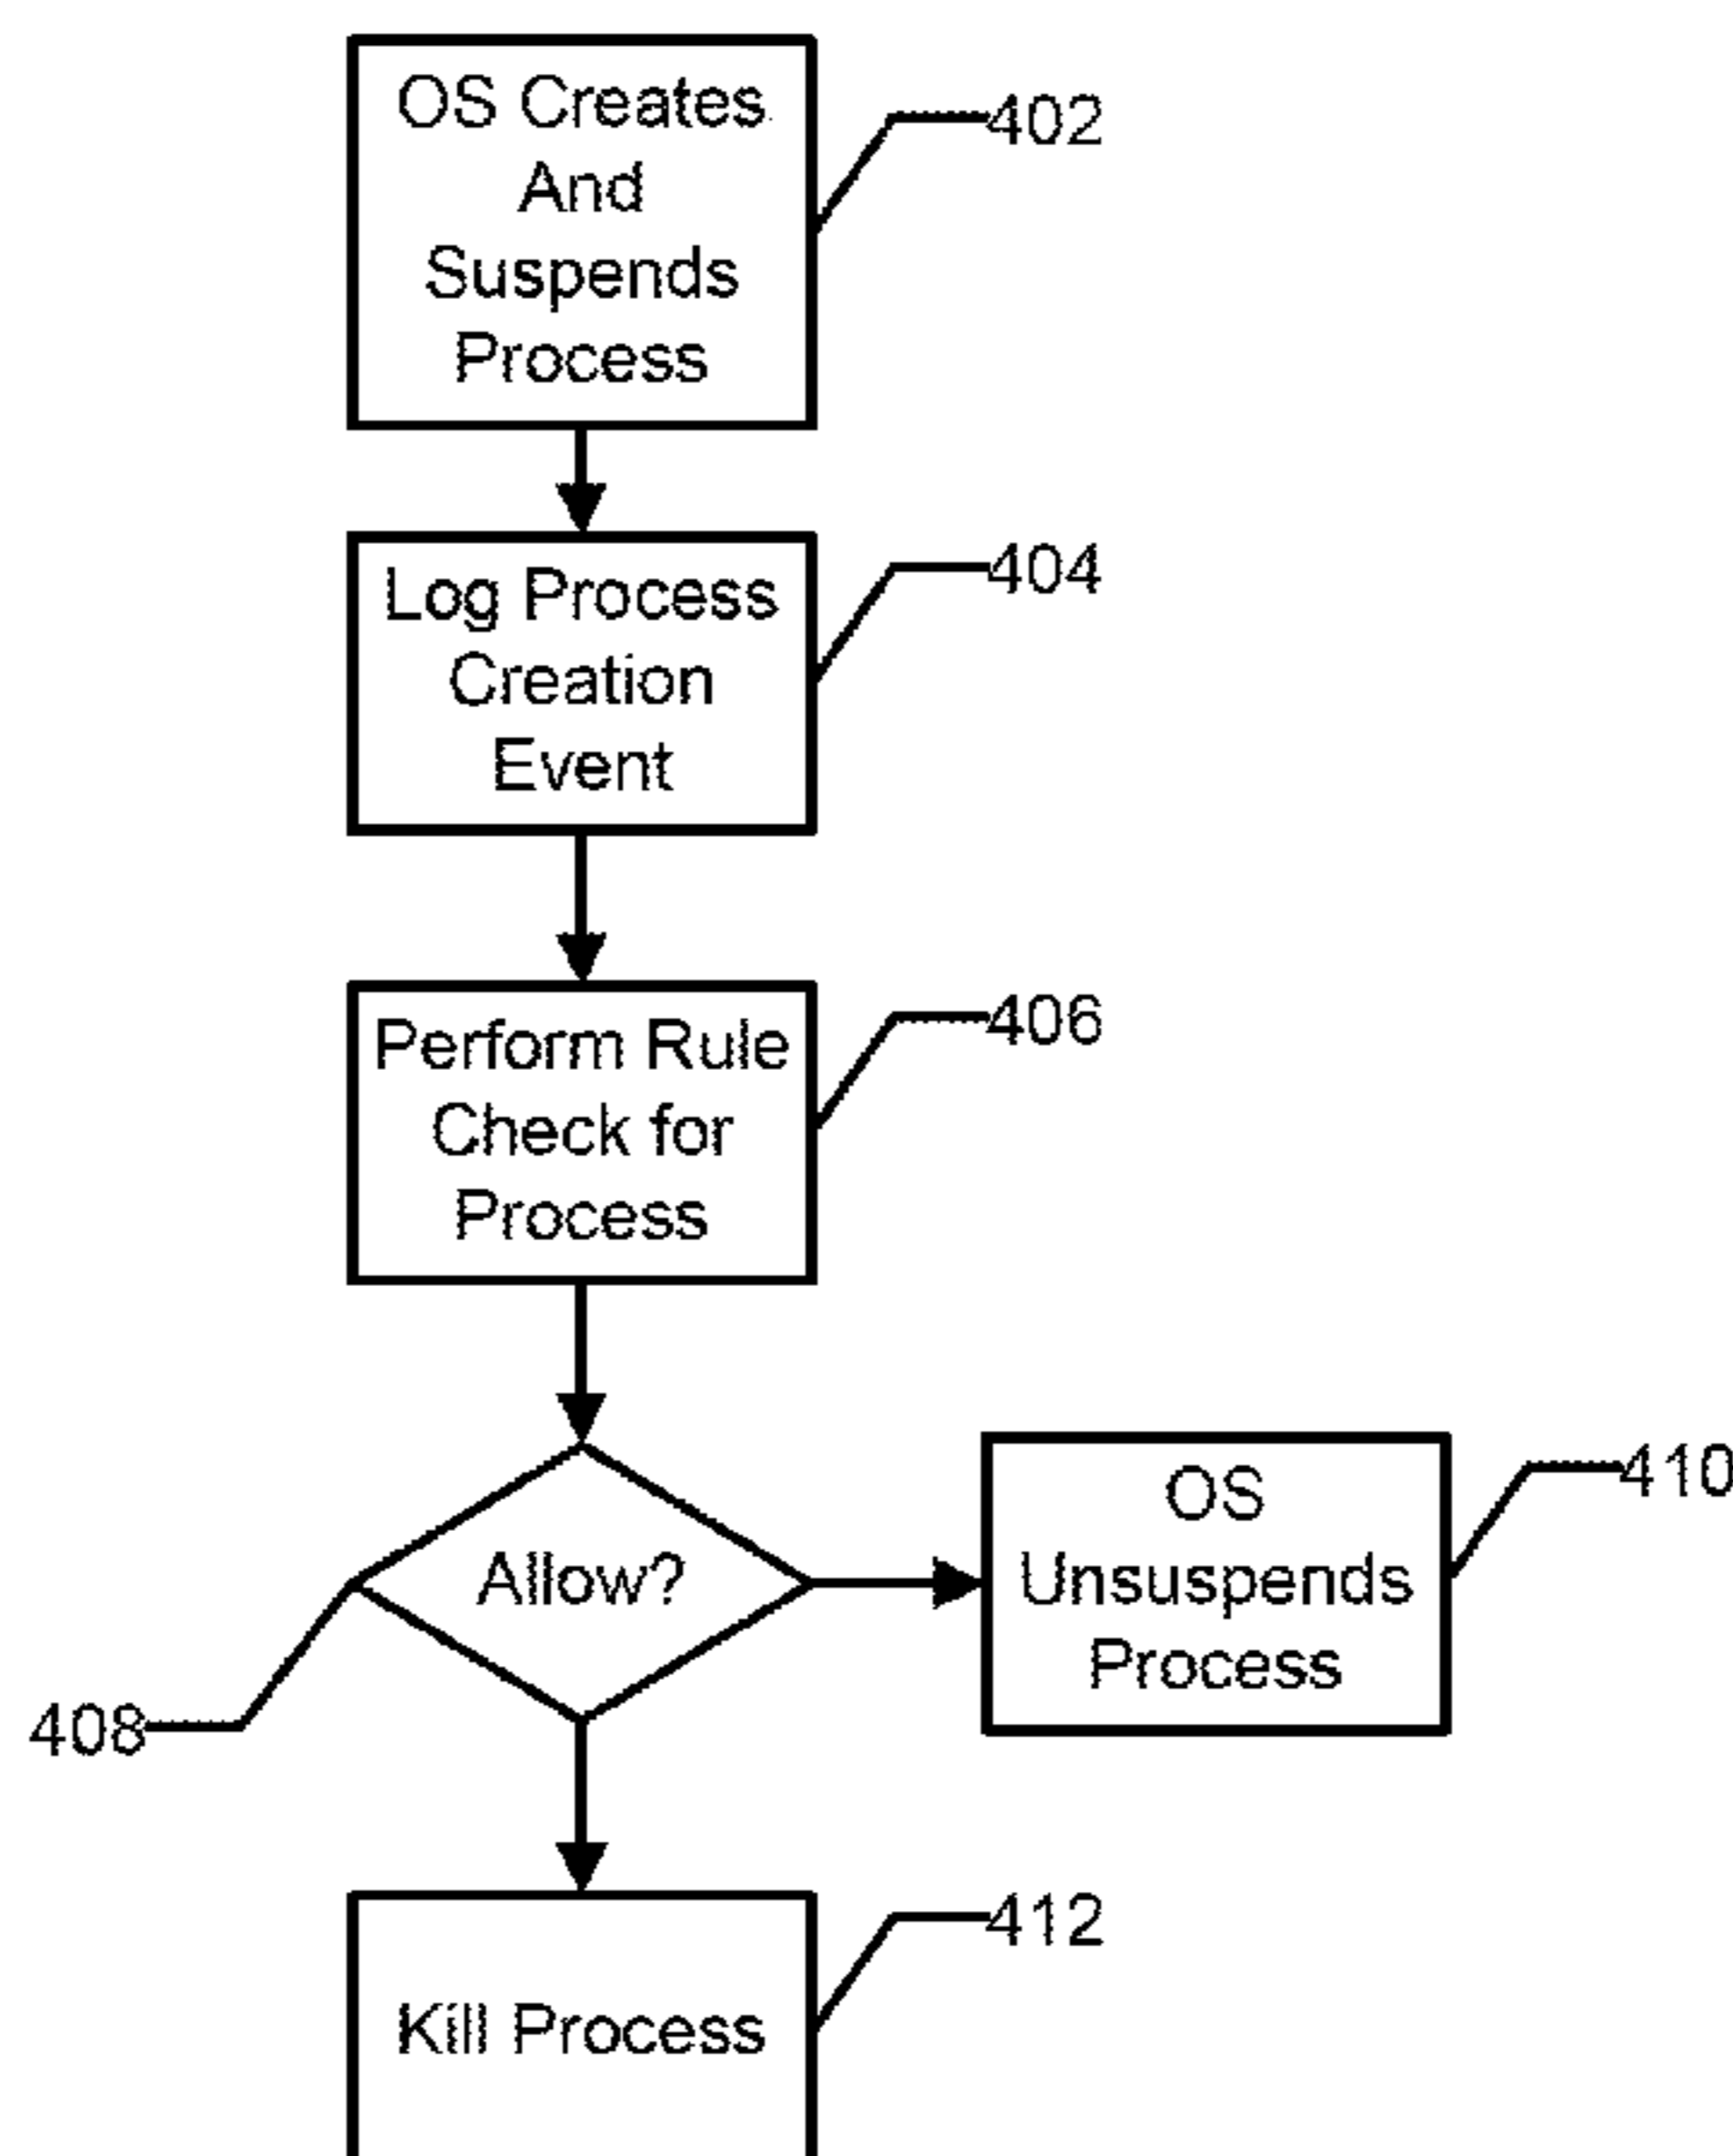 OS Creates
And
Suspends
Process
402
Log Process
Creation
Event
404
Perform Rule
Check for
Process
406
Allow?
408
OS
Unsuspends
Process
410
Kill Process
412